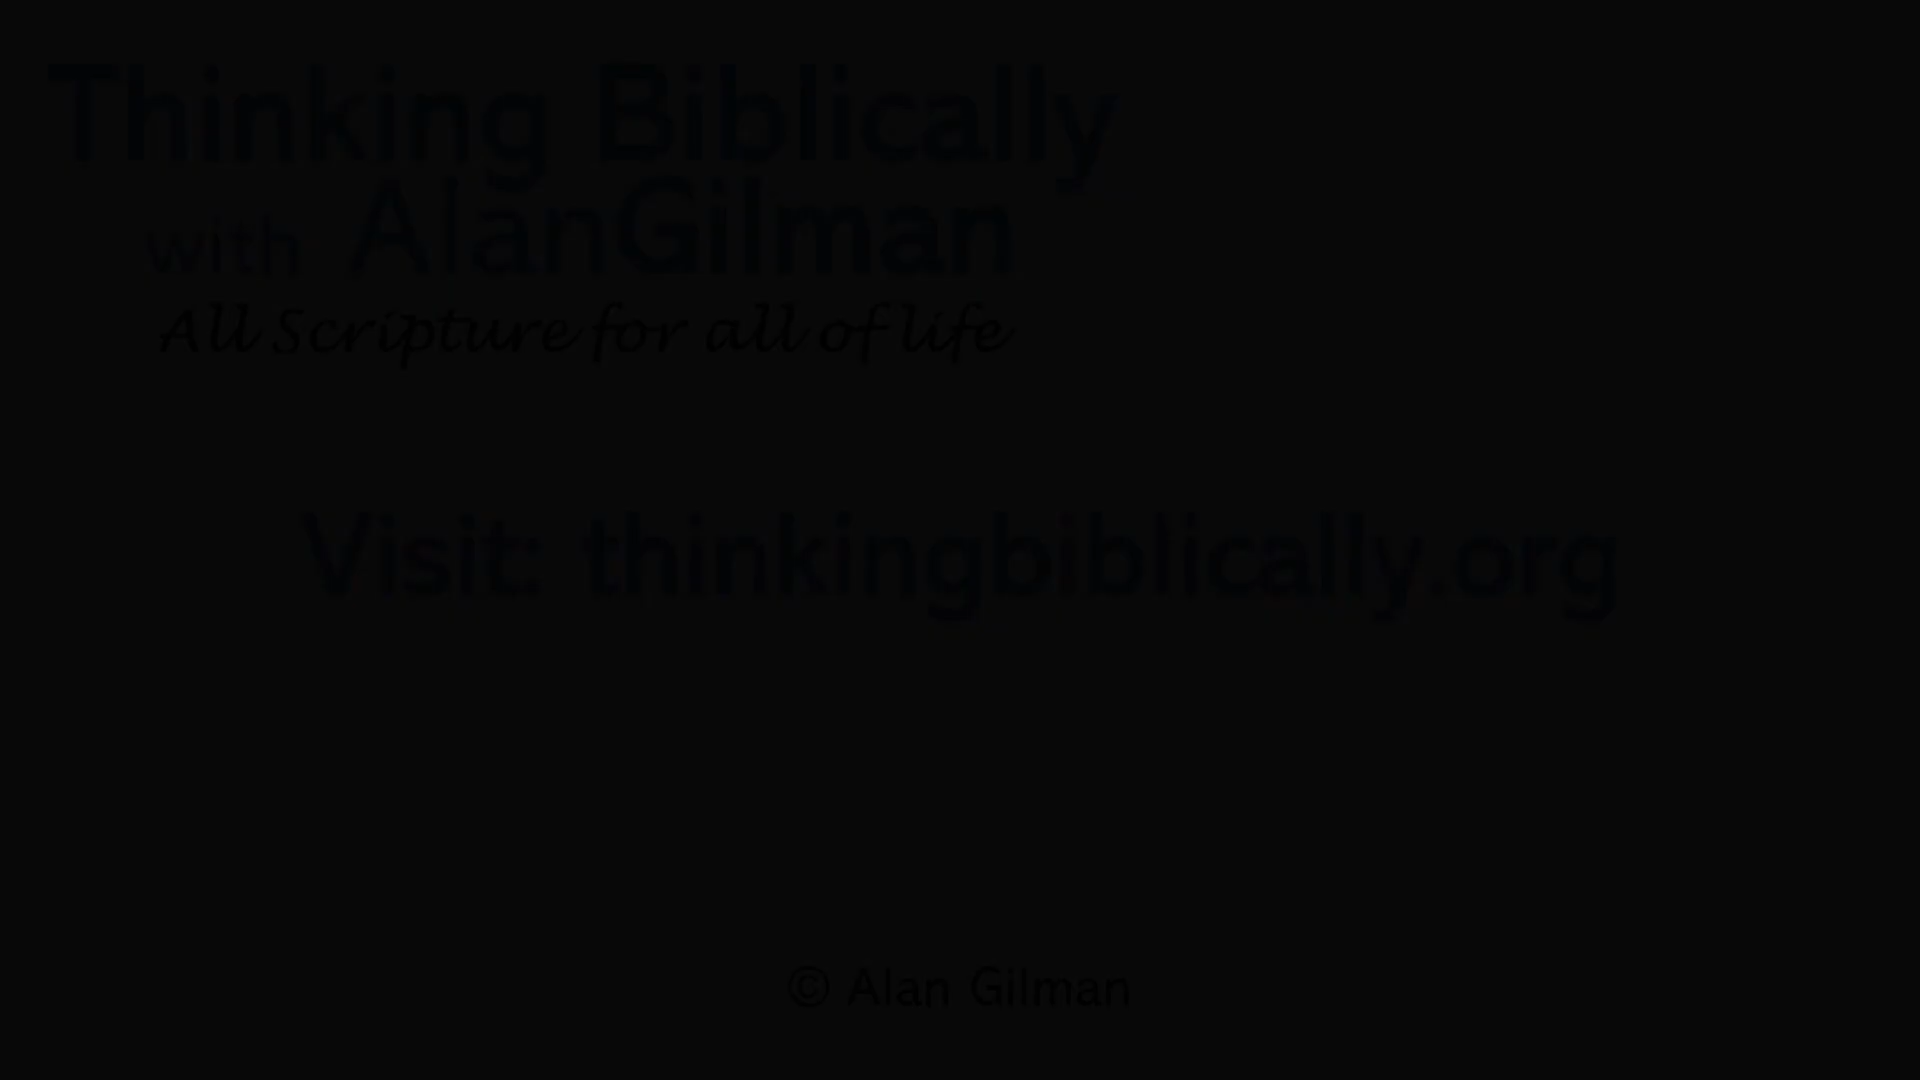 Thinking Biblically
with AlanGilman
All Scripture for all of life
Visit: thinkingbiblically.org
© Alan Gilman